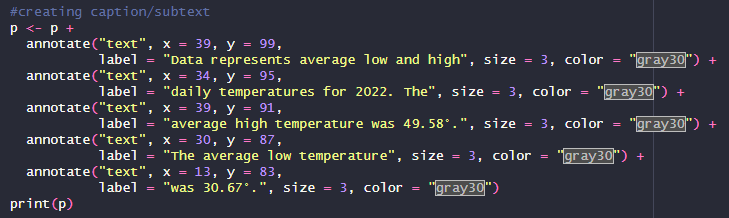 #creating caption/subtext
p <- p +
  annotate("text", x = 39, y = 99,
           label = "Data represents average low and high", size = 3, color = "gray30") +
  annotate("text", x = 34, y = 95,
           label = "daily temperatures for 2022. The", size = 3, color = "gray30") +
  annotate("text", x = 39, y = 91,
           label = "average high temperature was 49.58°.", size = 3, color = "gray30") +
  annotate("text", x = 30, y = 87,
           label = "The average low temperature", size = 3, color = "gray30") +
  annotate("text", x = 13, y = 83,
           label = "was 30.67°.", size = 3, color = "gray30")
print(p)